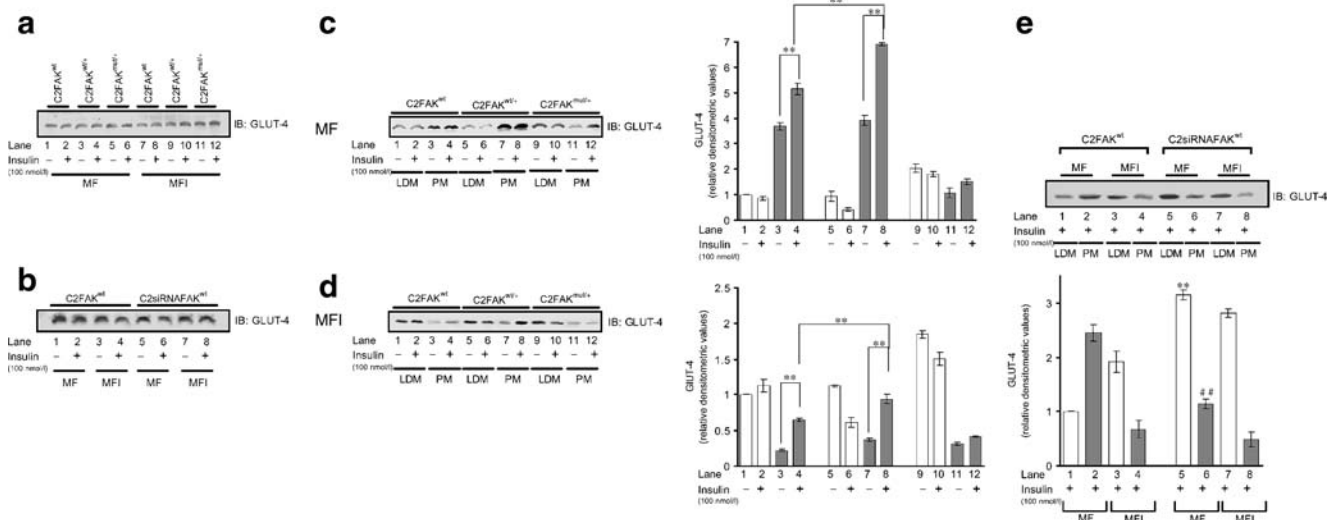 a
C2FAK^wt C2FAK^wt/+ C2FAK^mut/+ C2FAK^wt C2FAK^wt/+ C2FAK^mut/+
IB: GLUT-4
Lane 1 2 3 4 5 6 7 8 9 10 11 12
Insulin – + – + – + – + – + – +
(100 nmol/l)
MF MFI
b
C2FAK^wt C2siRNAFAK^wt
IB: GLUT-4
Lane 1 2 3 4 5 6 7 8
Insulin – + – + – + – +
(100 nmol/l)
MF MFI MF MFI
c
MF
C2FAK^wt C2FAK^wt/+ C2FAK^mut/+
IB: GLUT-4
Lane 1 2 3 4 5 6 7 8 9 10 11 12
Insulin – + – + – + – + – + – +
(100 nmol/l)
LDM PM LDM PM LDM PM
** 
** **
GLUT-4
(relative densitometric values)
7
6
5
4
3
2
1
0
Lane 1 2 3 4 5 6 7 8 9 10 11 12
Insulin – + – + – + – + – + – +
(100 nmol/l)
d
MFI
C2FAK^wt C2FAK^wt/+ C2FAK^mut/+
IB: GLUT-4
Lane 1 2 3 4 5 6 7 8 9 10 11 12
Insulin – + – + – + – + – + – +
(100 nmol/l)
LDM PM LDM PM LDM PM
**
** **
GlUT-4
(relative densitometric values)
2.5
2
1.5
1
0.5
0
Lane 1 2 3 4 5 6 7 8 9 10 11 12
Insulin – + – + – + – + – + – +
(100 nmol/l)
e
C2FAK^wt C2siRNAFAK^wt
MF MFI MF MFI
IB: GLUT-4
Lane 1 2 3 4 5 6 7 8
Insulin + + + + + + + +
(100 nmol/l)
LDM PM LDM PM LDM PM LDM PM
GLUT-4
(relative densitometric values)
3
2
1
0
**
##
Lane 1 2 3 4 5 6 7 8
Insulin + + + + + + + +
(100 nmol/l)
MF MFI MF MFI